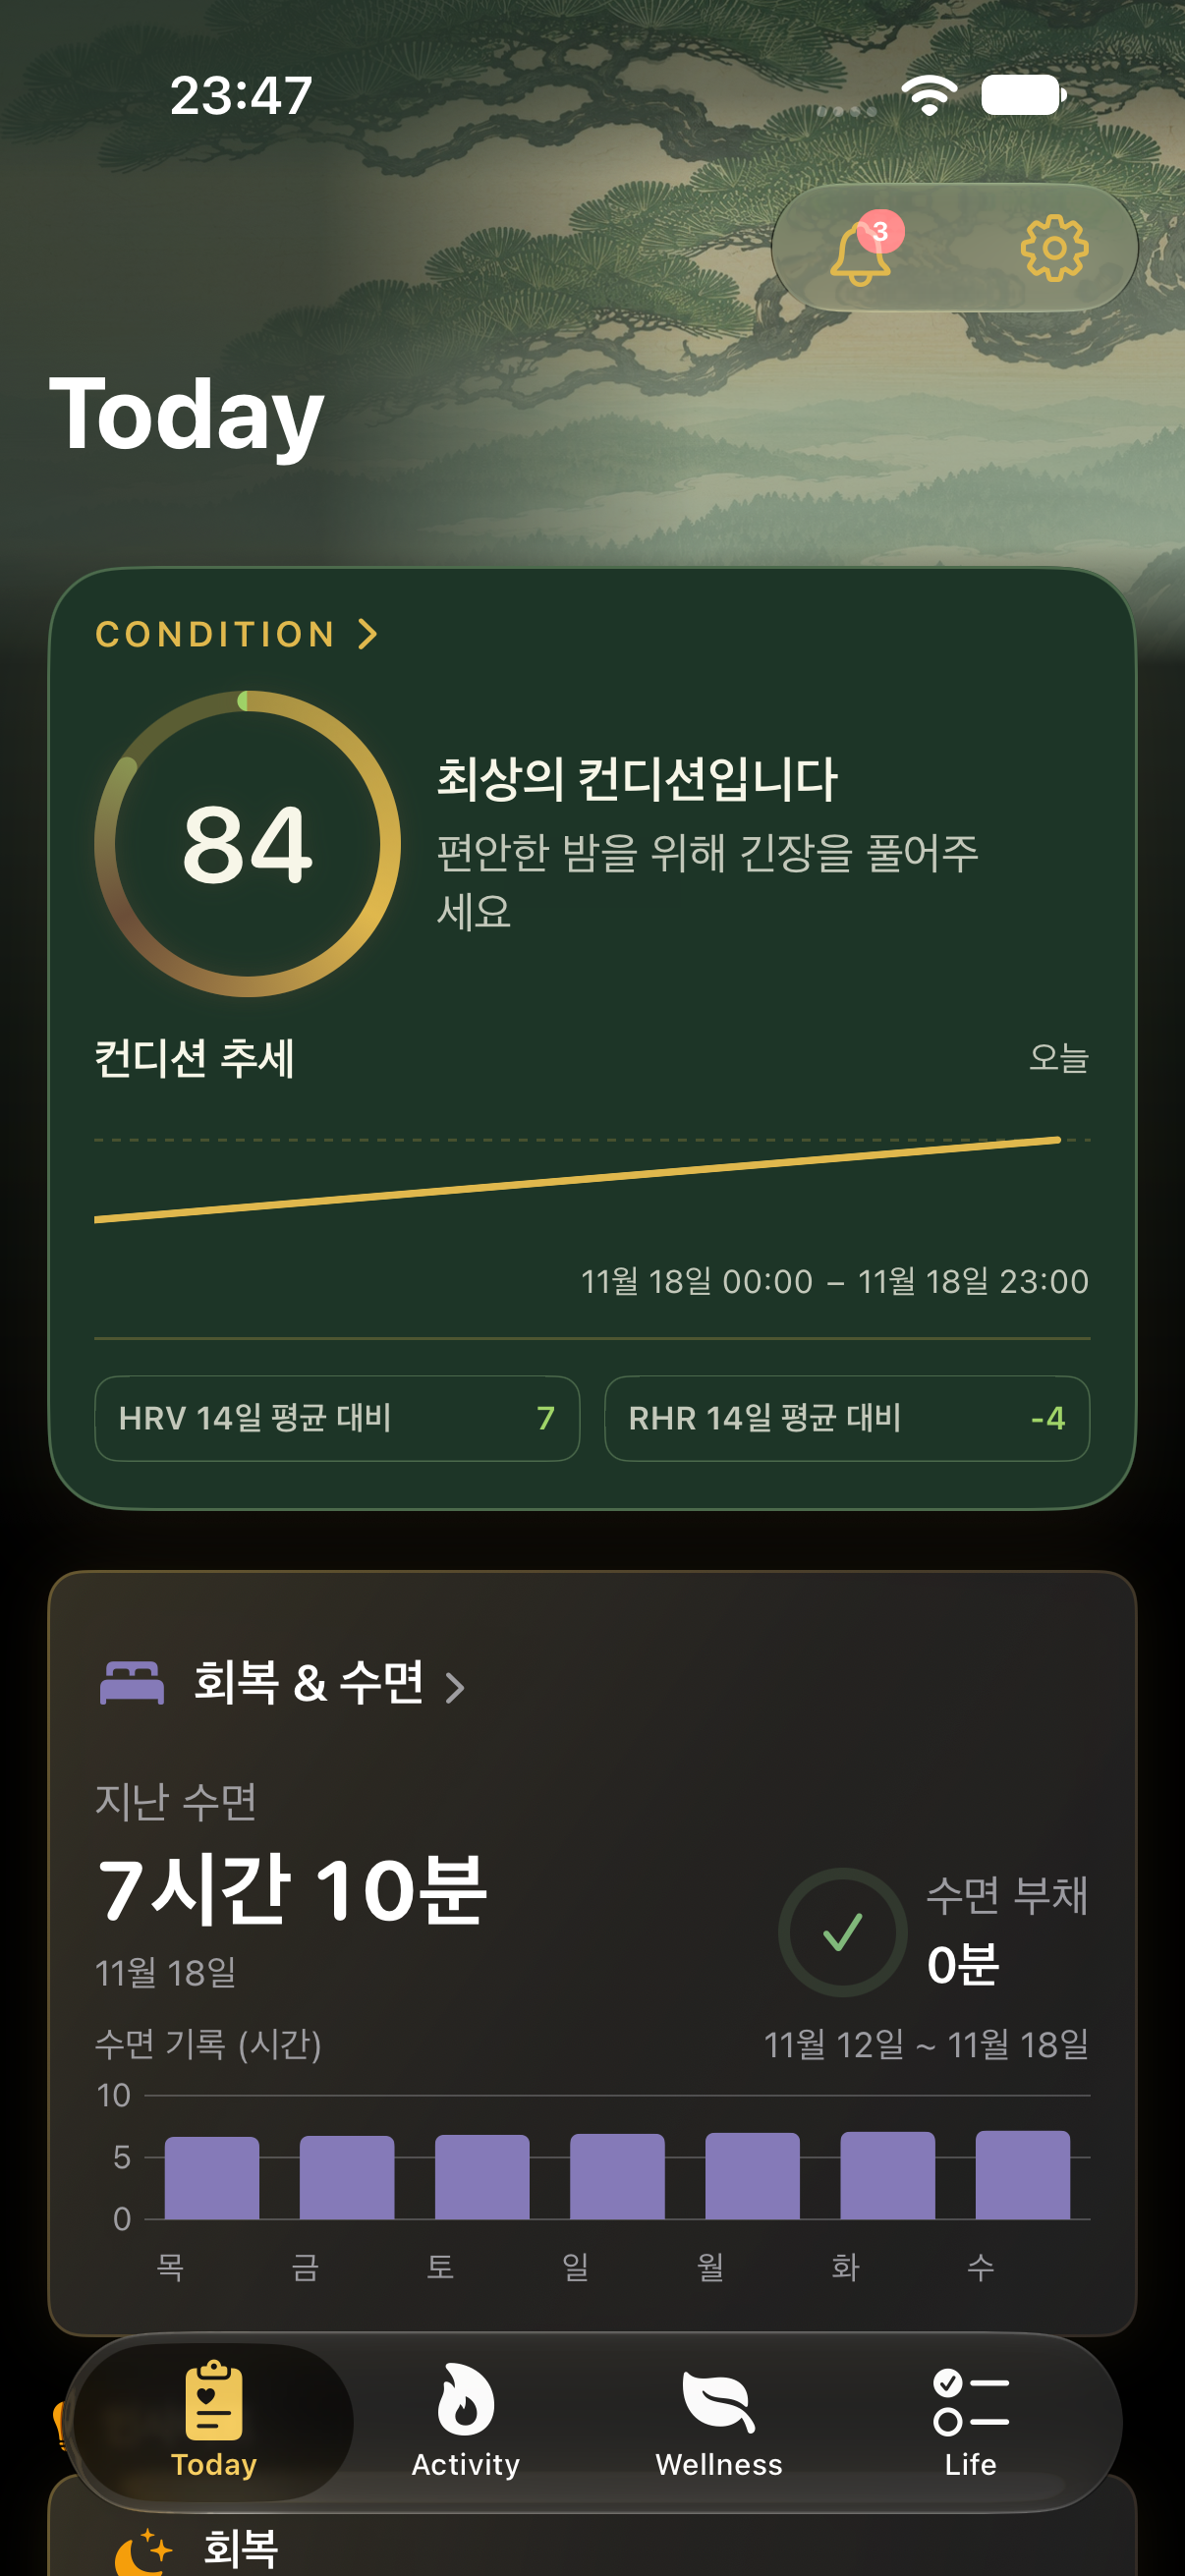 23:47
3
Today
CONDITION
84
최상의 컨디션입니다
편안한 밤을 위해 긴장을 풀어주
세요
컨디션 추세
오늘
11월 18일 00:00 – 11월 18일 23:00
HRV 14일 평균 대비 7
RHR 14일 평균 대비 -4
회복 & 수면
지난 수면
7시간 10분
11월 18일
수면 부채
0분
수면 기록 (시간)
11월 12일 ~ 11월 18일
10
5
0
목 금 토 일 월 화 수
Today Activity Wellness Life
회복